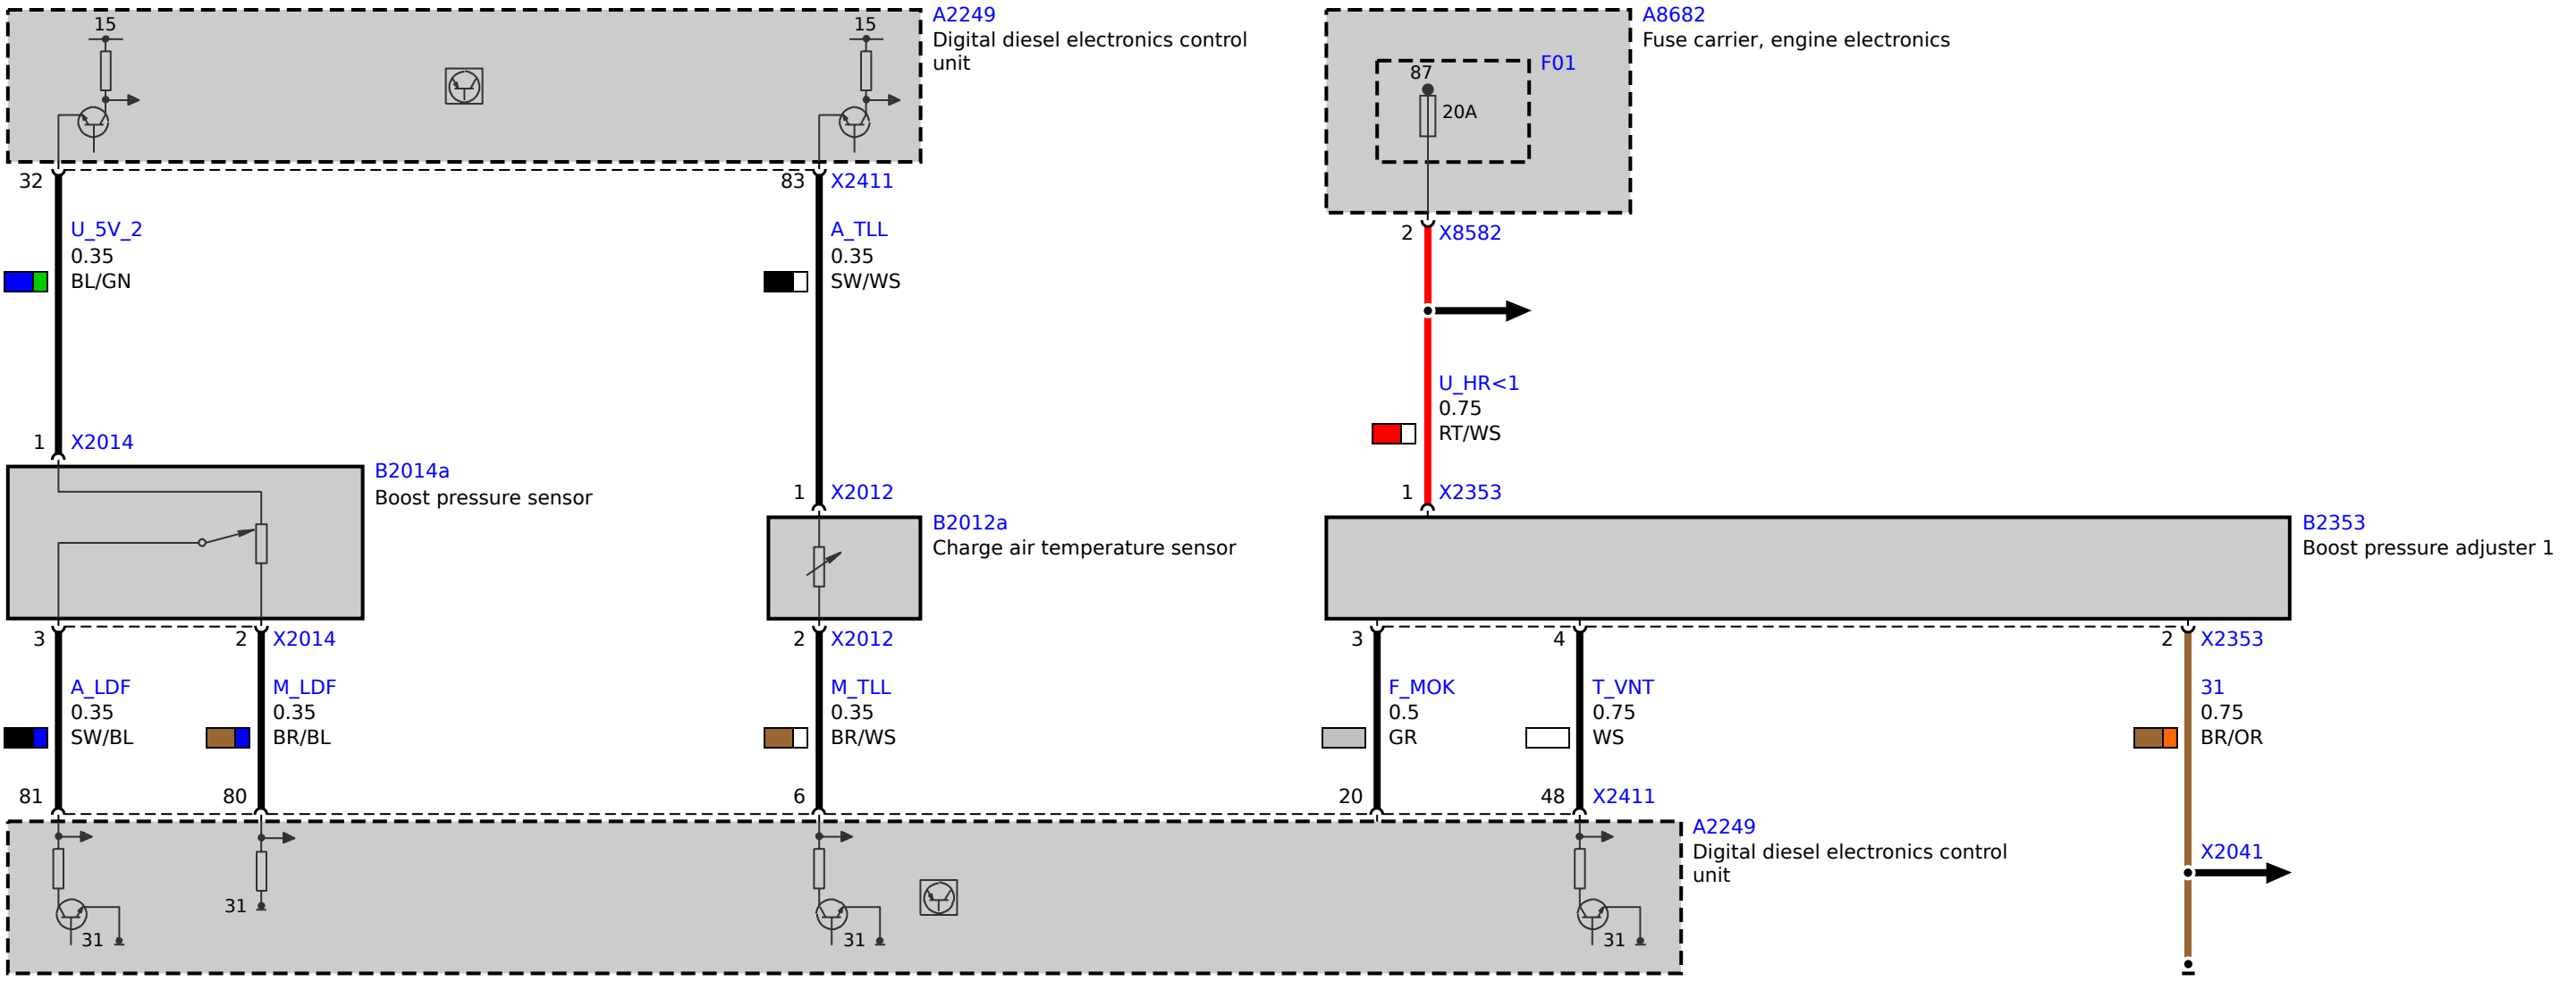 15
15
A2249
Digital diesel electronics control
unit
A8682
Fuse carrier, engine electronics
F01
87
20A
32
83
X2411
2
X8582
U_5V_2
0.35
BL/GN
A_TLL
0.35
SW/WS
U_HR<1
0.75
RT/WS
1
X2014
1
X2012
1
X2353
B2014a
Boost pressure sensor
B2012a
Charge air temperature sensor
B2353
Boost pressure adjuster 1
3
2
X2014
2
X2012
3
4
2
X2353
A_LDF
0.35
SW/BL
M_LDF
0.35
BR/BL
M_TLL
0.35
BR/WS
F_MOK
0.5
GR
T_VNT
0.75
WS
31
0.75
BR/OR
81
80
6
20
48
X2411
A2249
Digital diesel electronics control
unit
X2041
31
31
31
31